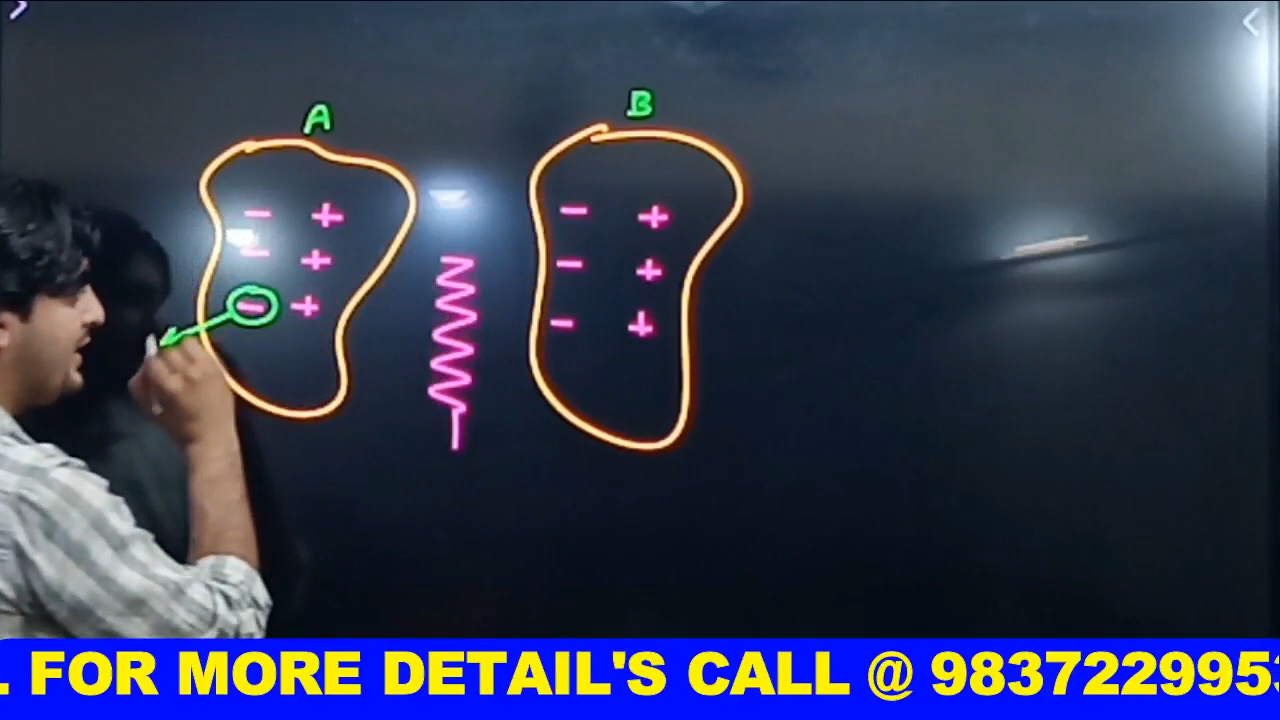 A
B
- +
- +
- +
- +
- +
- +
. FOR MORE DETAIL'S CALL @ 983722995